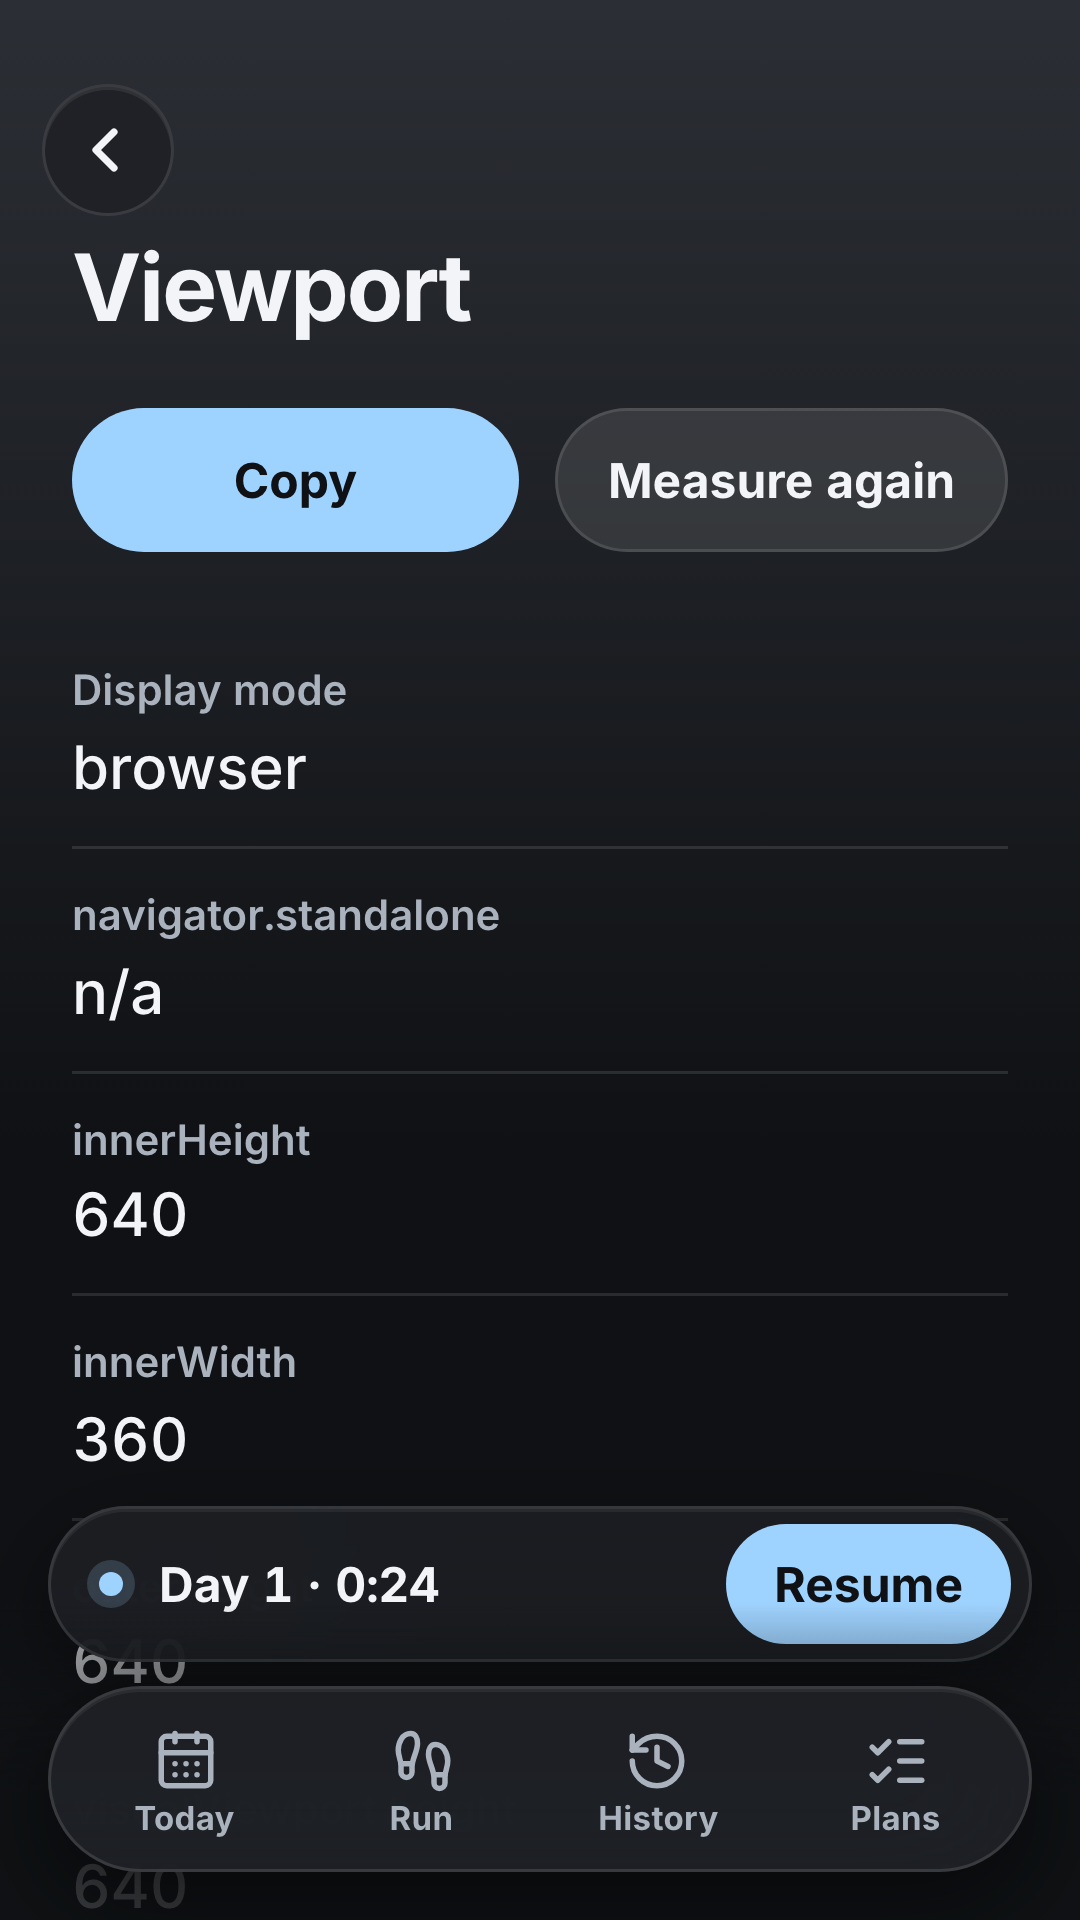 Viewport
Copy
Measure again
Display mode
browser
navigator.standalone
n/a
innerHeight
640
innerWidth
360
Day 1 · 0:24
Resume
640
Today
Run
History
Plans
640